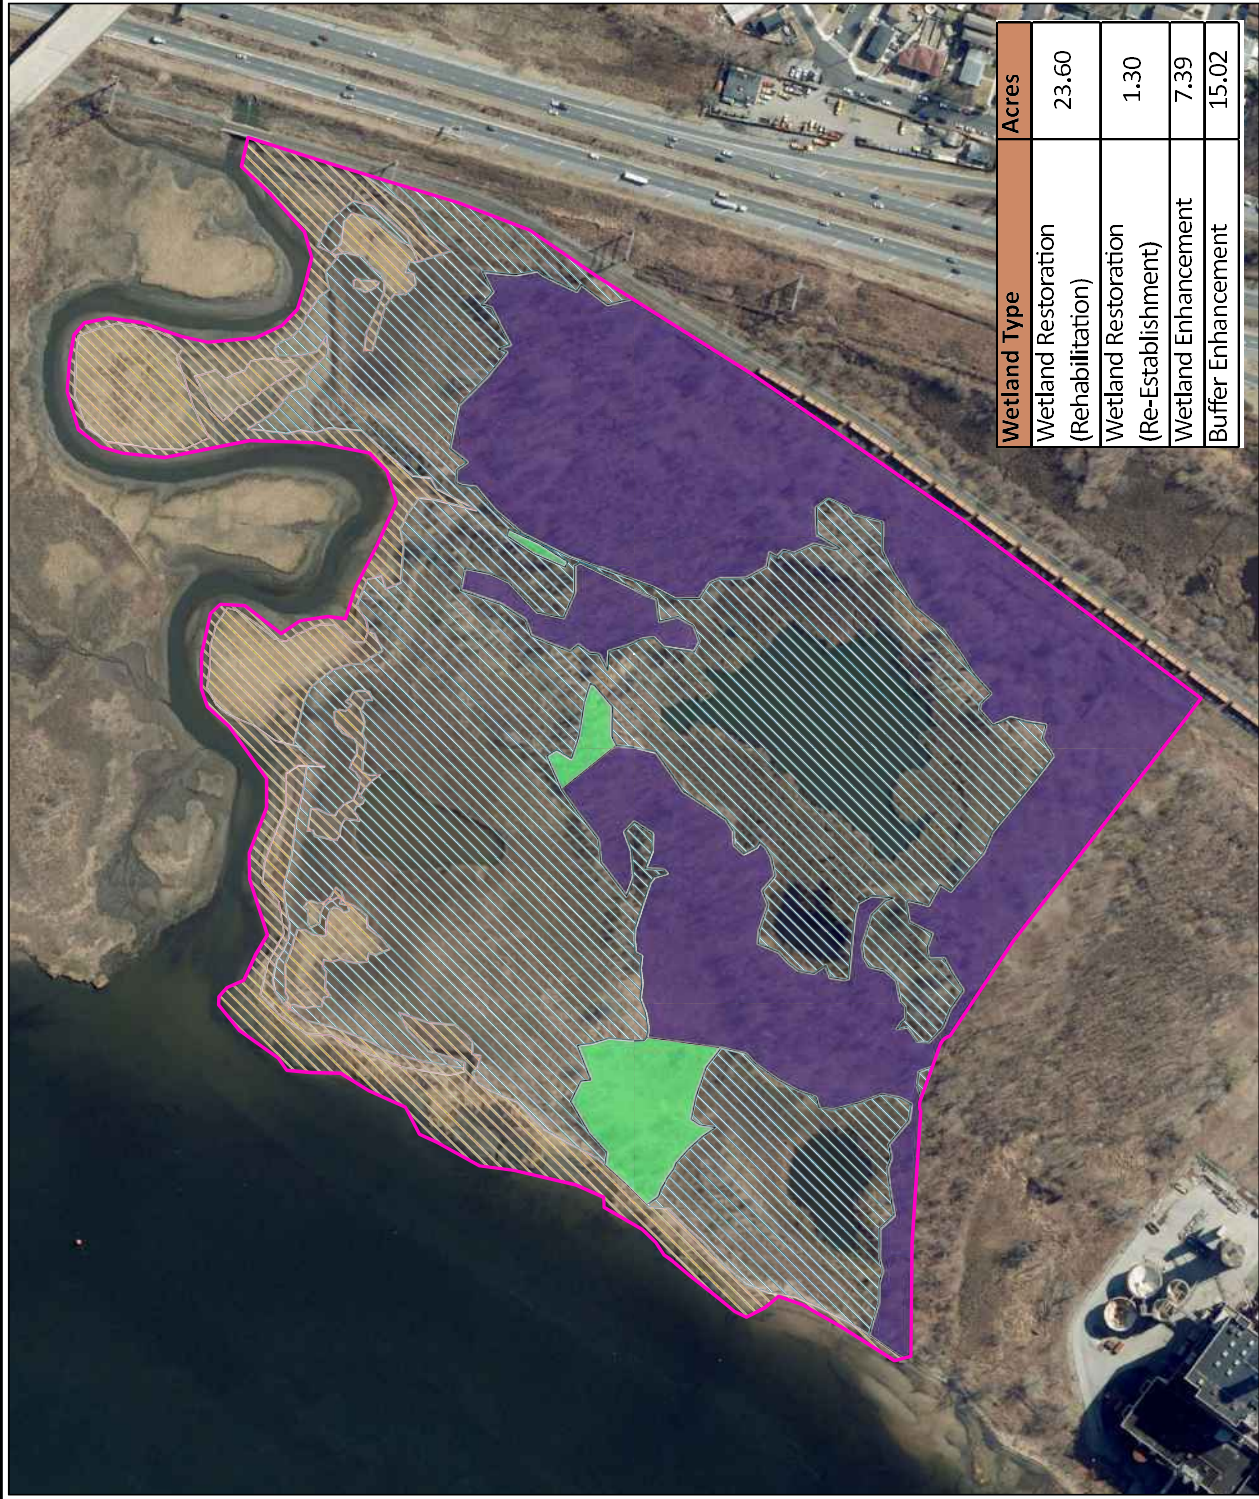 Wetland Type Acres
Wetland Restoration
(Rehabilitation) 23.60
Wetland Restoration
(Re-Establishment) 1.30
Wetland Enhancement 7.39
Buffer Enhancement 15.02